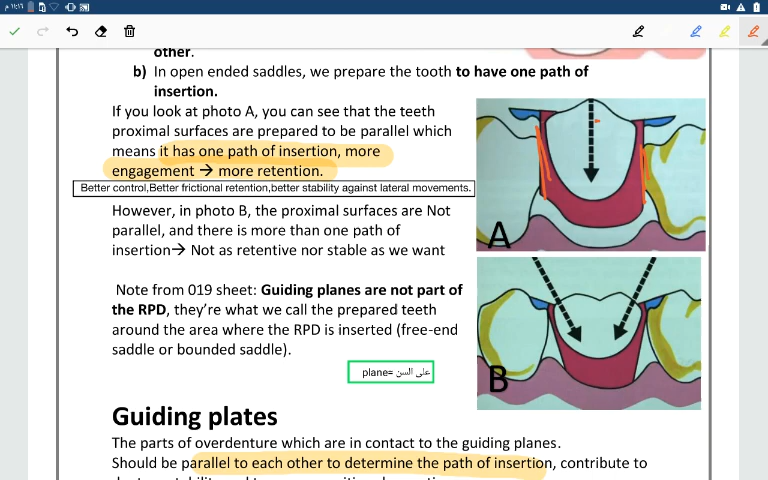 م ١١:١٦
other.
b) In open ended saddles, we prepare the tooth to have one path of
insertion.
If you look at photo A, you can see that the teeth
proximal surfaces are prepared to be parallel which
means it has one path of insertion, more
engagement → more retention.
Better control,Better frictional retention,better stability against lateral movements.
However, in photo B, the proximal surfaces are Not
parallel, and there is more than one path of
insertion→ Not as retentive nor stable as we want
A
Note from 019 sheet: Guiding planes are not part of
the RPD, they’re what we call the prepared teeth
around the area where the RPD is inserted (free-end
saddle or bounded saddle).
plane= على السن
B
Guiding plates
The parts of overdenture which are in contact to the guiding planes.
Should be parallel to each other to determine the path of insertion, contribute to